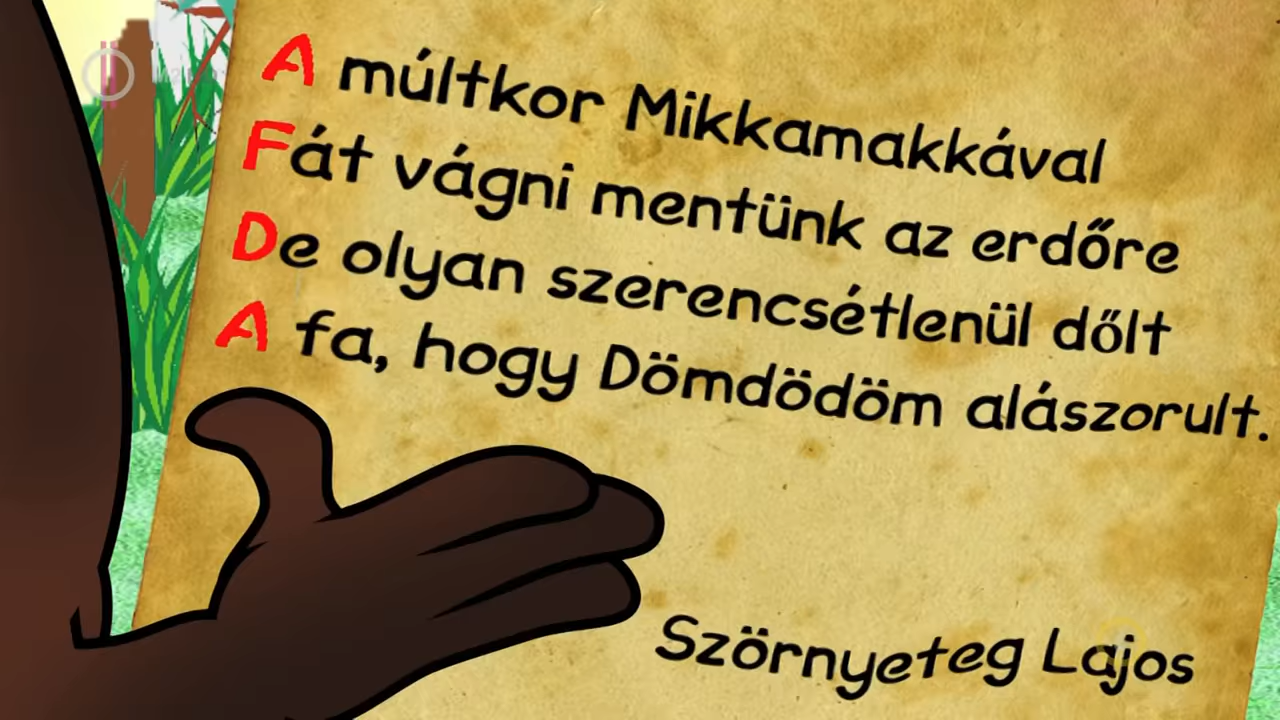 A múltkor Mikkamakkával
Fát vágni mentünk az erdőre
De olyan szerencsétlenül dőlt
A fa, hogy Dömdödöm alászorult.
Szörnyeteg Lajos